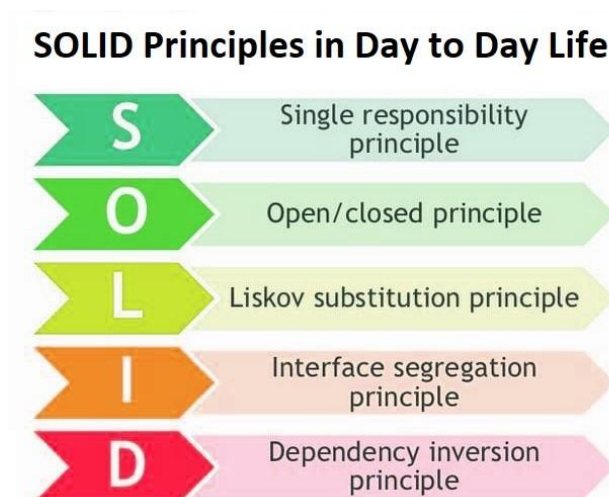 SOLID Principles in Day to Day Life
S
Single responsibility
principle
O
Open/closed principle
L
Liskov substitution principle
I
Interface segregation
principle
D
Dependency inversion
principle